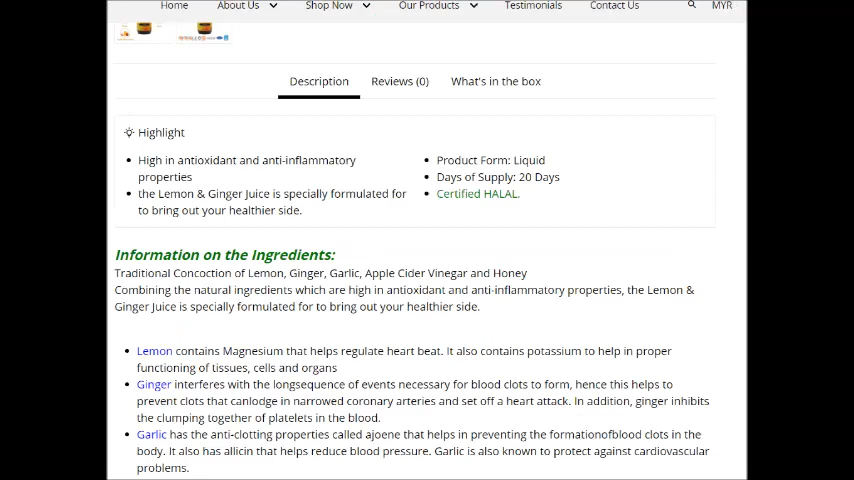 Home About Us Shop Now Our Products Testimonials Contact Us MYR
Description Reviews (0) What's in the box
Highlight
High in antioxidant and anti-inflammatory
properties
the Lemon & Ginger Juice is specially formulated for
to bring out your healthier side.
Product Form: Liquid
Days of Supply: 20 Days
Certified HALAL.
Information on the Ingredients:
Traditional Concoction of Lemon, Ginger, Garlic, Apple Cider Vinegar and Honey
Combining the natural ingredients which are high in antioxidant and anti-inflammatory properties, the Lemon &
Ginger Juice is specially formulated for to bring out your healthier side.
Lemon contains Magnesium that helps regulate heart beat. It also contains potassium to help in proper
functioning of tissues, cells and organs
Ginger interferes with the longsequence of events necessary for blood clots to form, hence this helps to
prevent clots that canlodge in narrowed coronary arteries and set off a heart attack. In addition, ginger inhibits
the clumping together of platelets in the blood.
Garlic has the anti-clotting properties called ajoene that helps in preventing the formationofblood clots in the
body. It also has allicin that helps reduce blood pressure. Garlic is also known to protect against cardiovascular
problems.